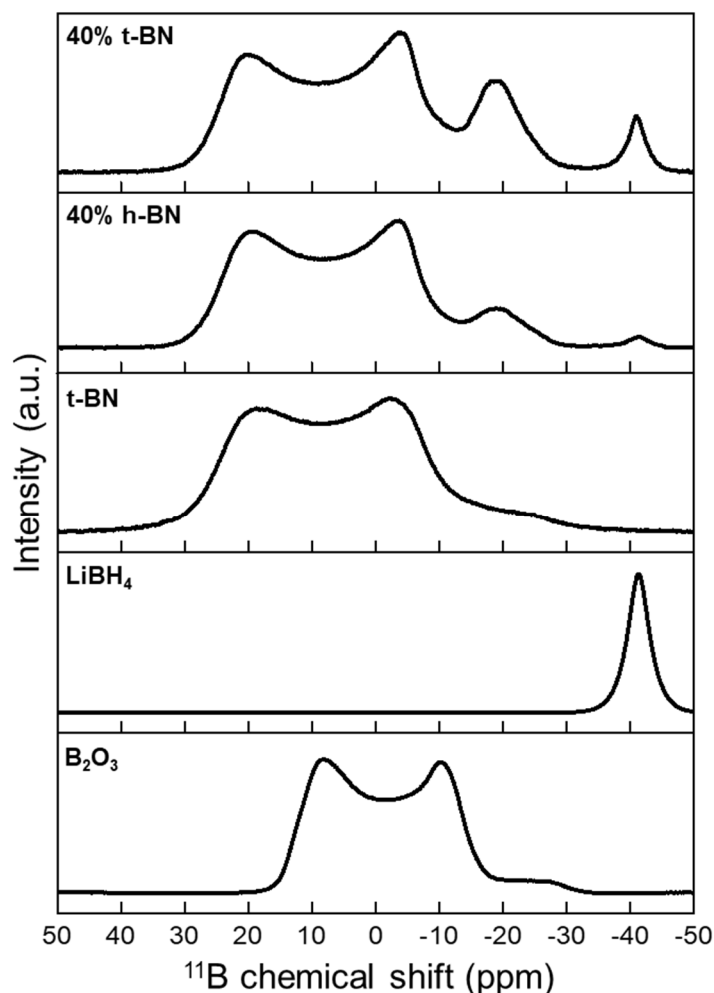 40% t-BN
40% h-BN
t-BN
LiBH₄
B₂O₃
Intensity (a.u.)
50 40 30 20 10 0 -10 -20 -30 -40 -50
¹¹B chemical shift (ppm)